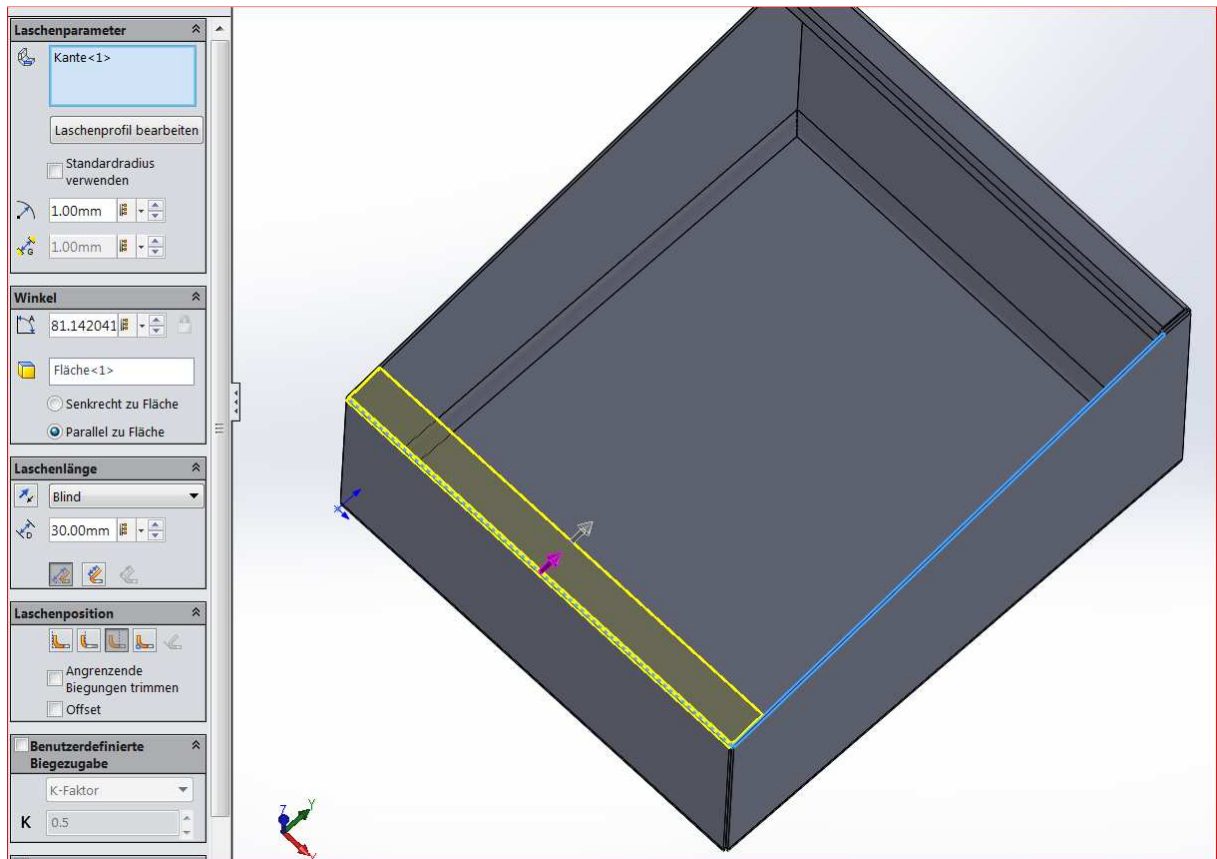 Laschenparameter
Kante<1>
Laschenprofil bearbeiten
Standardradius
verwenden
1.00mm
1.00mm
Winkel
81.142041
Fläche<1>
Senkrecht zu Fläche
Parallel zu Fläche
Laschenlänge
Blind
30.00mm
Laschenposition
Angrenzende
Biegungen trimmen
Offset
Benutzerdefinierte
Biegezugabe
K-Faktor
K 0.5
Z
Y
X